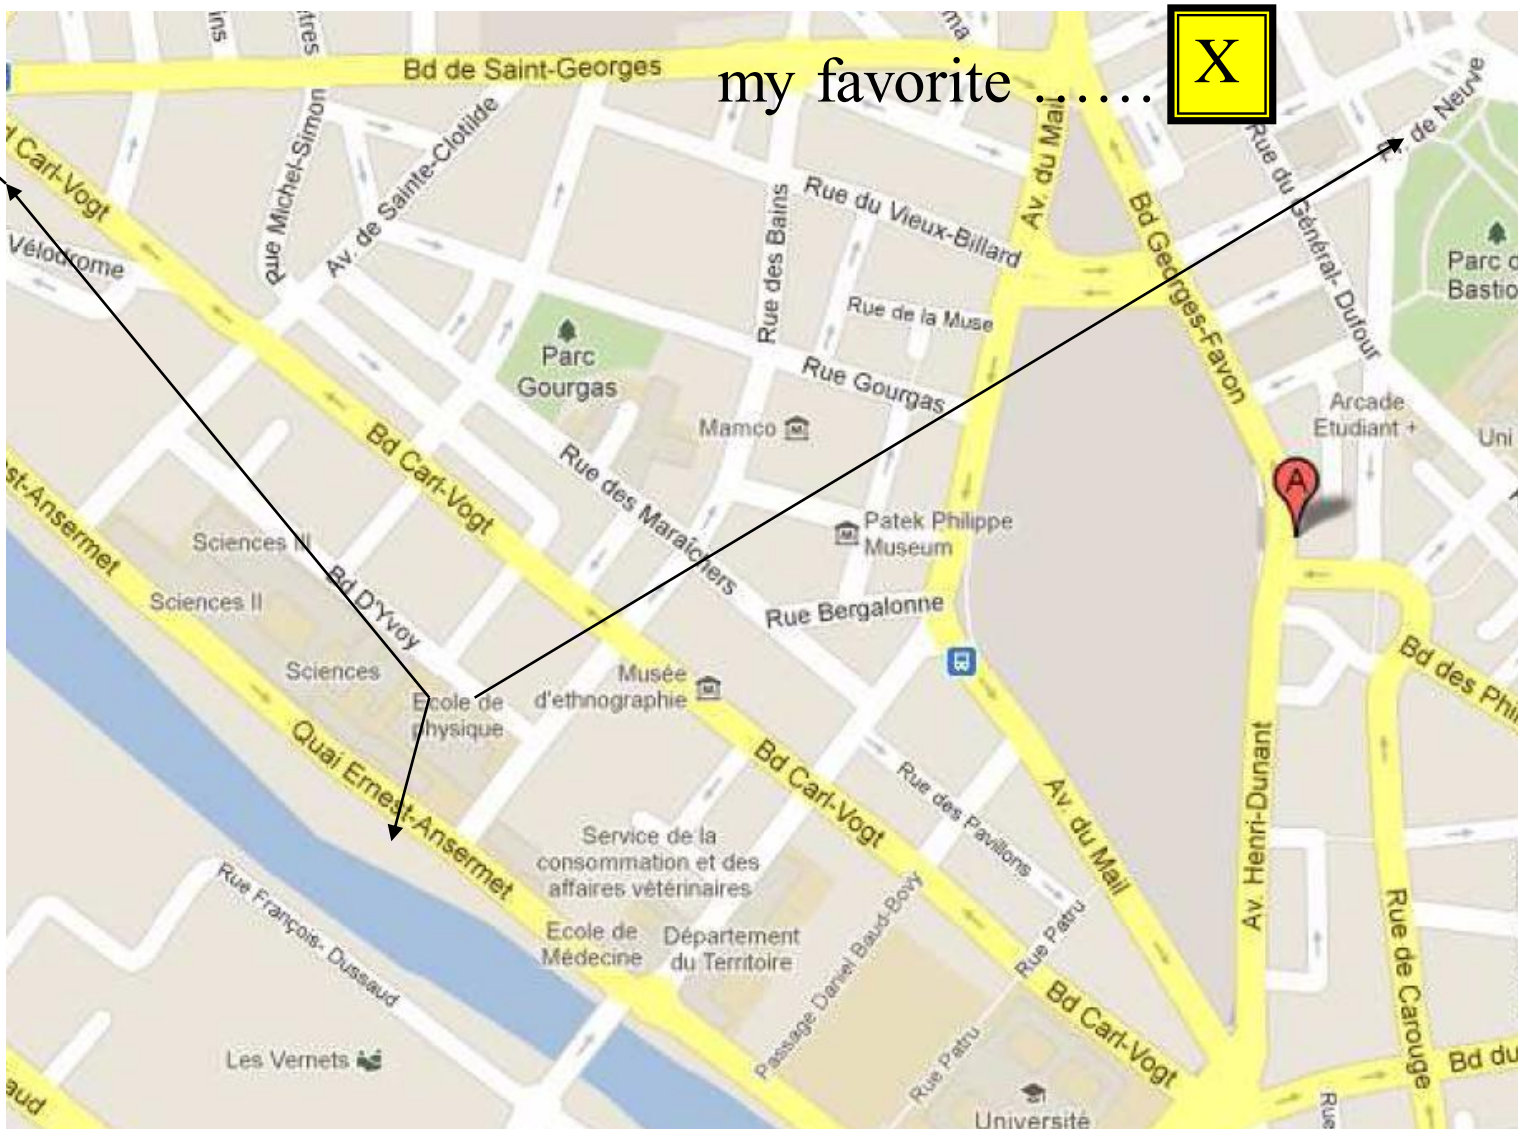 my favorite ......
X
Bd de Saint-Georges
Carl-Vogt
Vélodrome
Rue Michel-Simon
Av. de Sainte-Clotilde
Rue des Bains
Rue du Vieux-Billard
Rue de la Muse
Rue Gourgas
Av. du Mail
Bd Georges-Favon
Rue du Général-Dufour
de Neuve
Parc
Gourgas
Mamco
Arcade
Etudiant +
Uni
A
Bd Carl-Vogt
Rue des Maraîchers
Patek Philippe
Museum
Rue Bergalonne
st-Ansermet
Sciences III
Sciences II
Sciences
Bd D'Yvoy
Ecole de
physique
Musée
d'ethnographie
Quai Ernest-Ansermet
Bd Carl-Vogt
Rue des Pavillons
Av. du Mail
Av. Henri-Dunant
Bd des Phil
Rue de Carouge
Service de la
consommation et des
affaires vétérinaires
Ecole de
Médecine
Département
du Territoire
Passage Daniel Baud-Bovy
Rue Patru
Rue Patru
Rue François-Dussaud
Les Vernets
Bd Carl-Vogt
Bd du
Université
Rue
aud